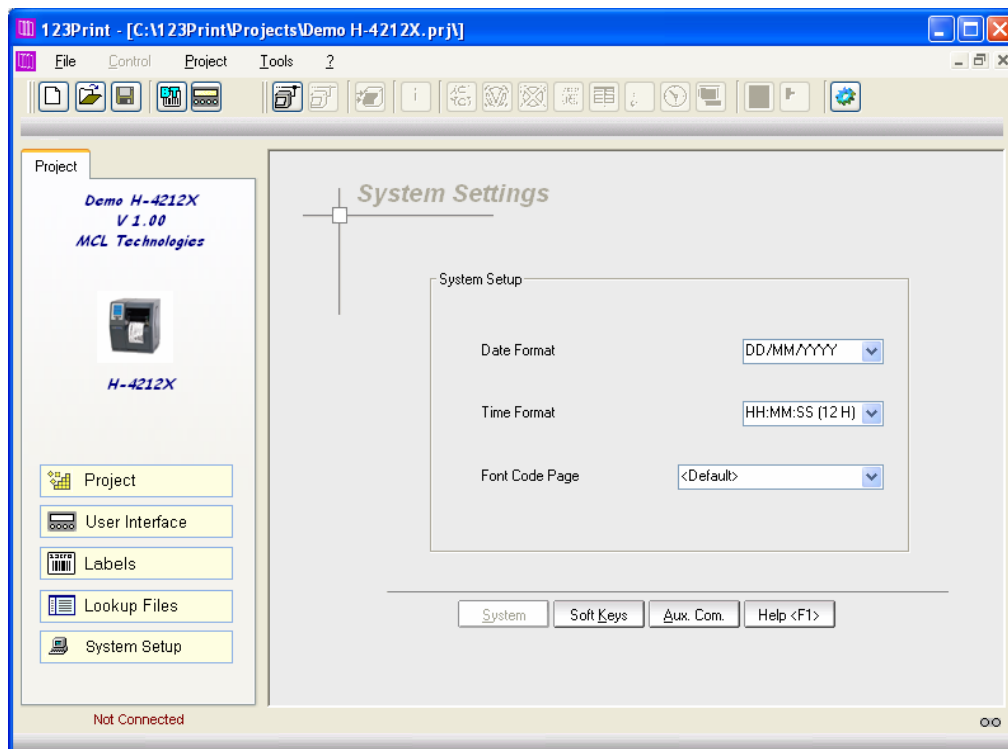 123Print - [C:\123Print\Projects\Demo H-4212X.prj\]
File Control Project Tools ?
Project
Demo H-4212X
V 1.00
MCL Technologies
H-4212X
Project
User Interface
Labels
Lookup Files
System Setup
Not Connected
System Settings
System Setup
Date Format DD/MM/YYYY
Time Format HH:MM:SS (12 H)
Font Code Page <Default>
System Soft Keys Aux. Com. Help <F1>